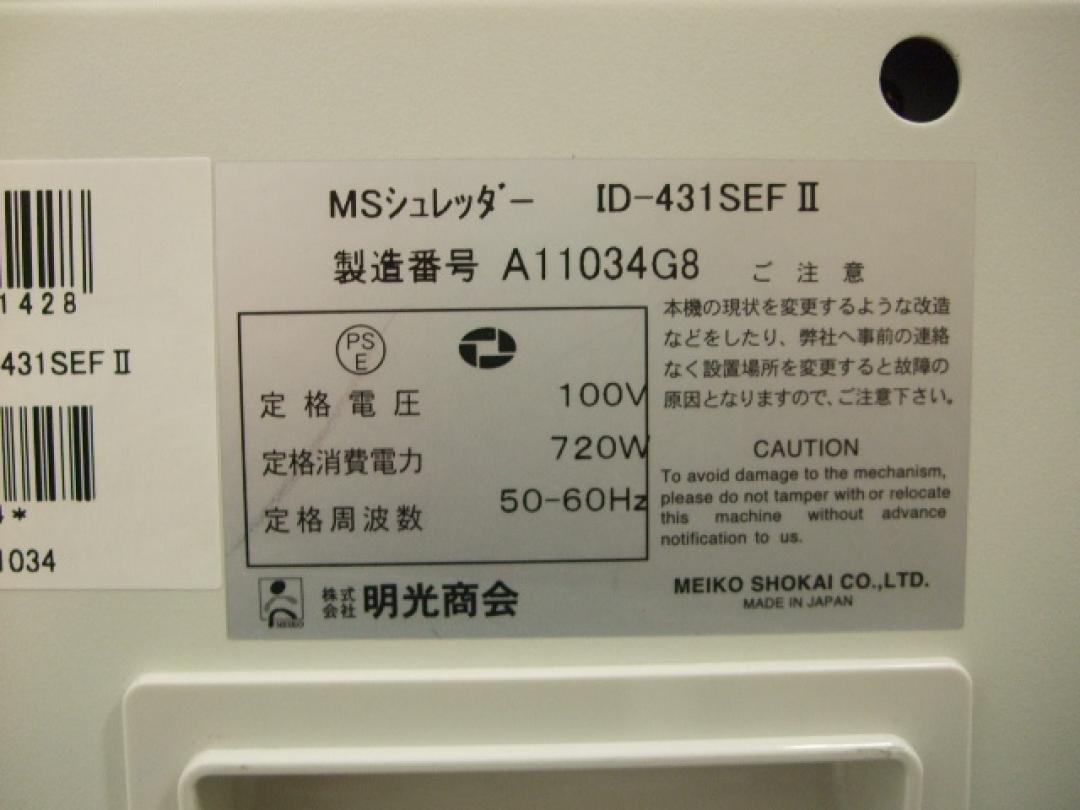 MSシュレッダー ID-431SEFⅡ
製造番号 A11034G8
ご注意
本機の現状を変更するような改造
などをしたり、弊社へ事前の連絡
なく設置場所を変更すると故障の
原因となりますので、ご注意下さい。
PS
E
定格電圧 100V
定格消費電力 720W
定格周波数 50-60Hz
CAUTION
To avoid damage to the mechanism,
please do not tamper with or relocate
this machine without advance
notification to us.
MEIKO
株式会社 明光商会
MEIKO SHOKAI CO.,LTD.
MADE IN JAPAN
1428
431SEFⅡ
*
1034